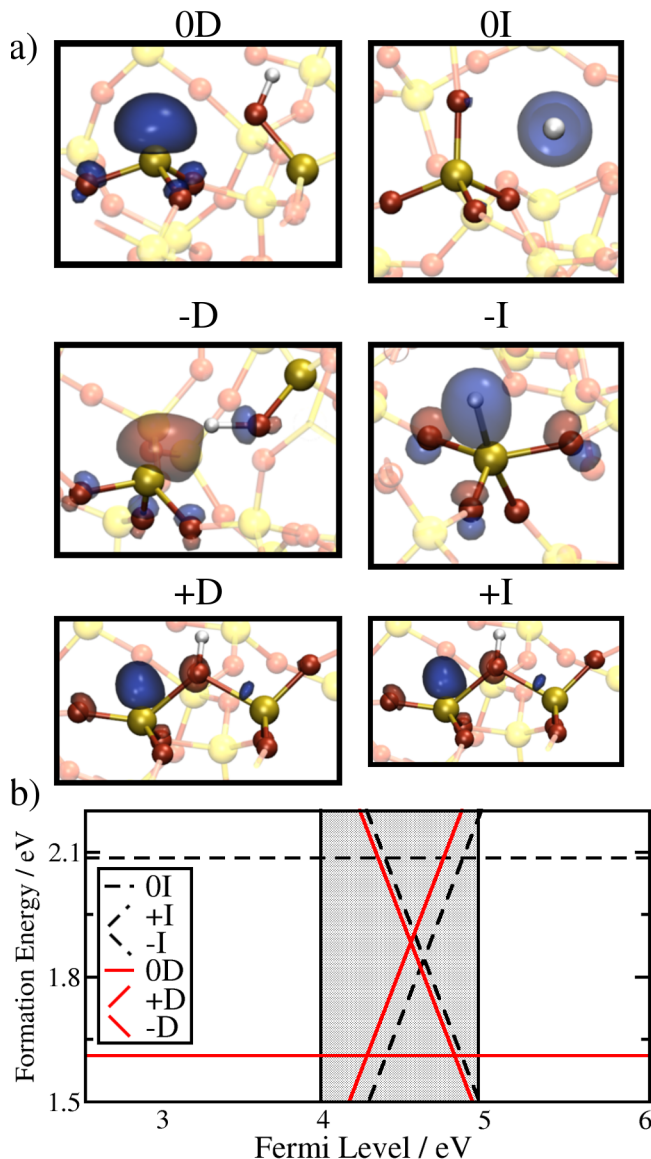 a)
0D
0I
-D
-I
+D
+I
b)
Formation Energy / eV
2.1
1.8
1.5
0I
+I
-I
0D
+D
-D
3
4
5
6
Fermi Level / eV